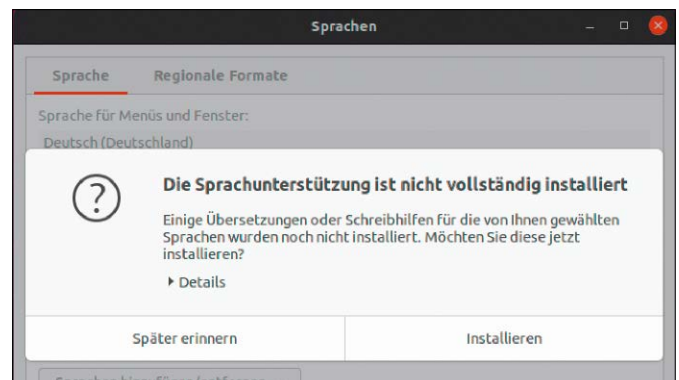 Sprachen
Sprache Regionale Formate
Sprache für Menüs und Fenster:
Deutsch (Deutschland)
Die Sprachunterstützung ist nicht vollständig installiert
Einige Übersetzungen oder Schreibhilfen für die von Ihnen gewählten
Sprachen wurden noch nicht installiert. Möchten Sie diese jetzt
installieren?
Details
Später erinnern Installieren